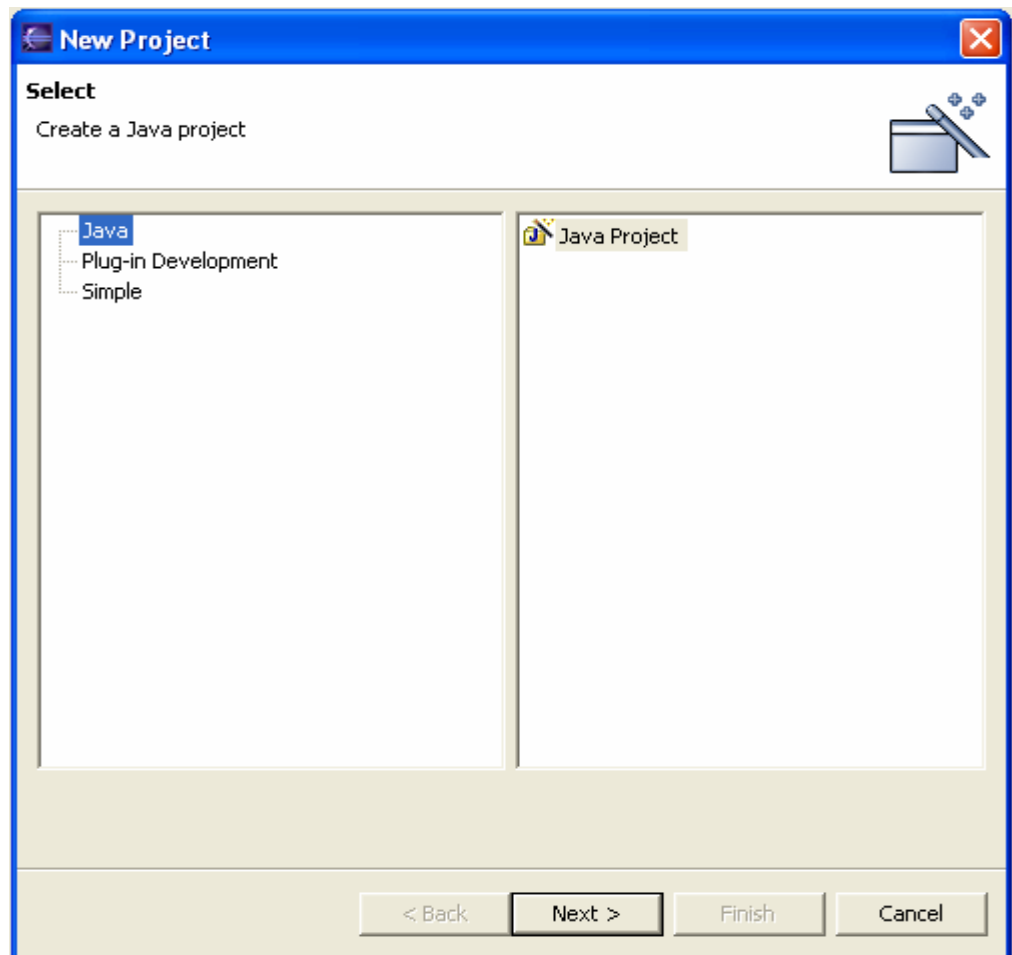 New Project
Select
Create a Java project
Java
Plug-in Development
Simple
Java Project
< Back
Next >
Finish
Cancel